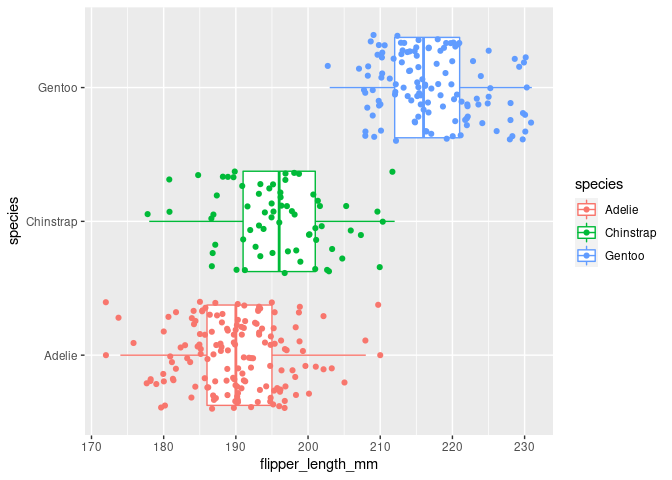 Gentoo
Chinstrap
Adelie
species
170 180 190 200 210 220 230
flipper_length_mm
species
Adelie
Chinstrap
Gentoo